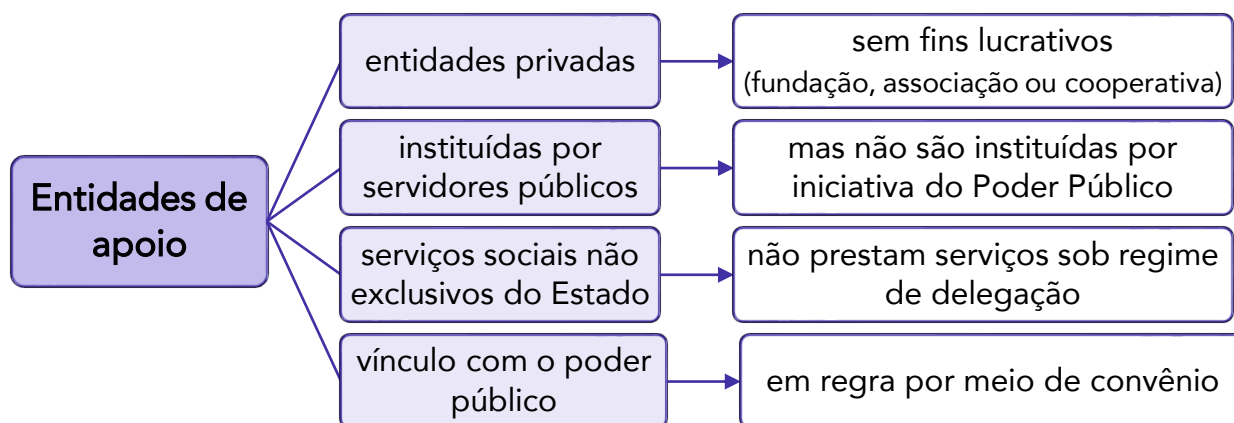 Entidades de
apoio
entidades privadas
sem fins lucrativos
(fundação, associação ou cooperativa)
instituídas por
servidores públicos
mas não são instituídas por
iniciativa do Poder Público
serviços sociais não
exclusivos do Estado
não prestam serviços sob regime
de delegação
vínculo com o poder
público
em regra por meio de convênio